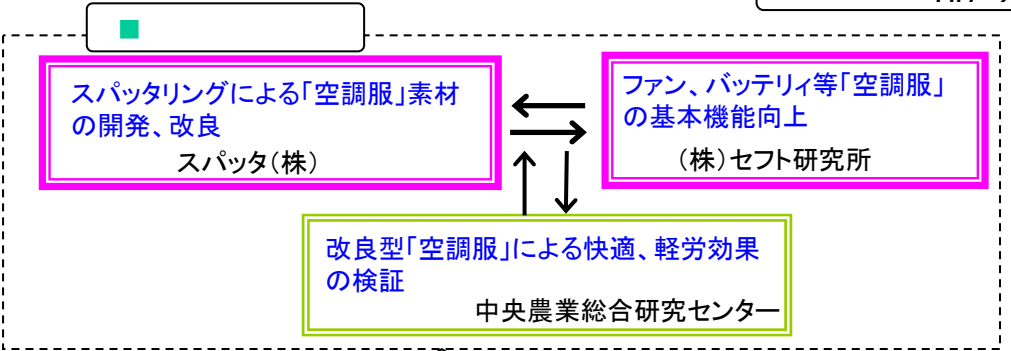 スパッタリングによる「空調服」素材
の開発、改良
スパッタ(株)
ファン、バッテリィ等「空調服」
の基本機能向上
(株)セフト研究所
改良型「空調服」による快適、軽労効果
の検証
中央農業総合研究センター